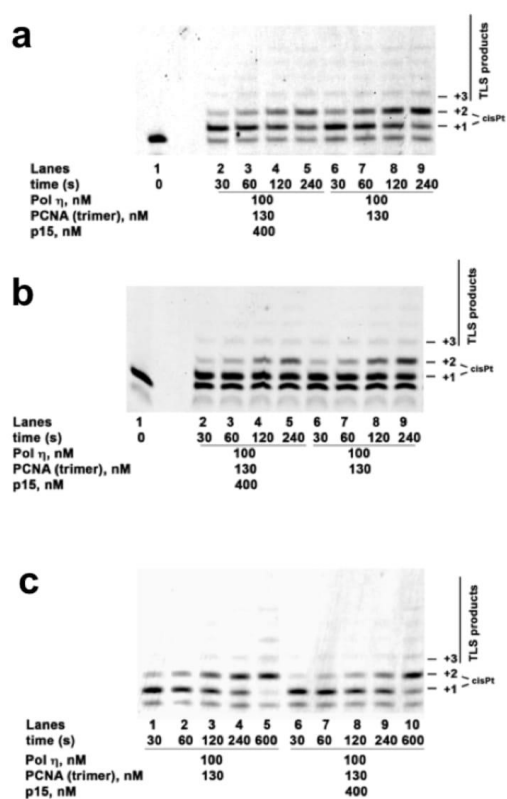 a
TLS products
+3
+2
cisPt
+1
Lanes 1 2 3 4 5 6 7 8 9
time (s) 0 30 60 120 240 30 60 120 240
Pol η, nM 100 100
PCNA (trimer), nM 130 130
p15, nM 400
b
TLS products
+3
+2
cisPt
+1
Lanes 1 2 3 4 5 6 7 8 9
time (s) 0 30 60 120 240 30 60 120 240
Pol η, nM 100 100
PCNA (trimer), nM 130 130
p15, nM 400
c
TLS products
+3
+2
cisPt
+1
Lanes 1 2 3 4 5 6 7 8 9 10
time (s) 30 60 120 240 600 30 60 120 240 600
Pol η, nM 100 100
PCNA (trimer), nM 130 130
p15, nM 400